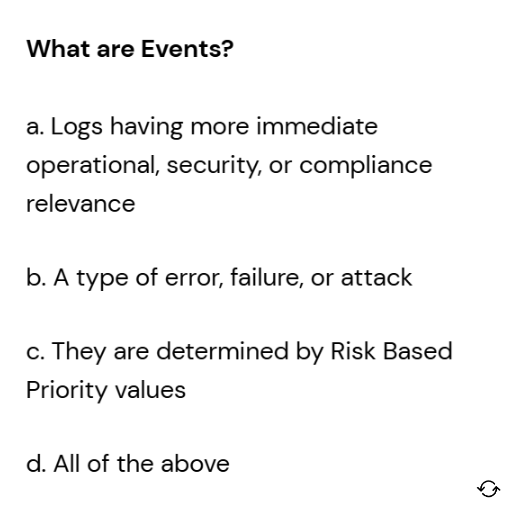 What are Events?
a. Logs having more immediate
operational, security, or compliance
relevance
b. A type of error, failure, or attack
c. They are determined by Risk Based
Priority values
d. All of the above